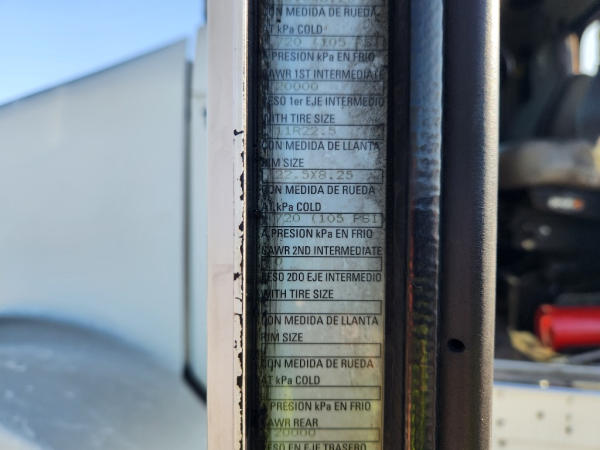 CON MEDIDA DE RUEDA
AT kPa COLD
720 (105 PSI
A PRESION kPa EN FRIO
GAWR 1ST INTERMEDIATE
20000
PESO 1er EJE INTERMEDIO
WITH TIRE SIZE
11R22.5
CON MEDIDA DE LLANTA
RIM SIZE
22.5X8.25
CON MEDIDA DE RUEDA
AT kPa COLD
720 (105 PSI
A PRESION kPa EN FRIO
GAWR 2ND INTERMEDIATE
0
PESO 2DO EJE INTERMEDIO
WITH TIRE SIZE
CON MEDIDA DE LLANTA
RIM SIZE
CON MEDIDA DE RUEDA
AT kPa COLD
A PRESION kPa EN FRIO
GAWR REAR
20000
PESO EN EJE TRASERO